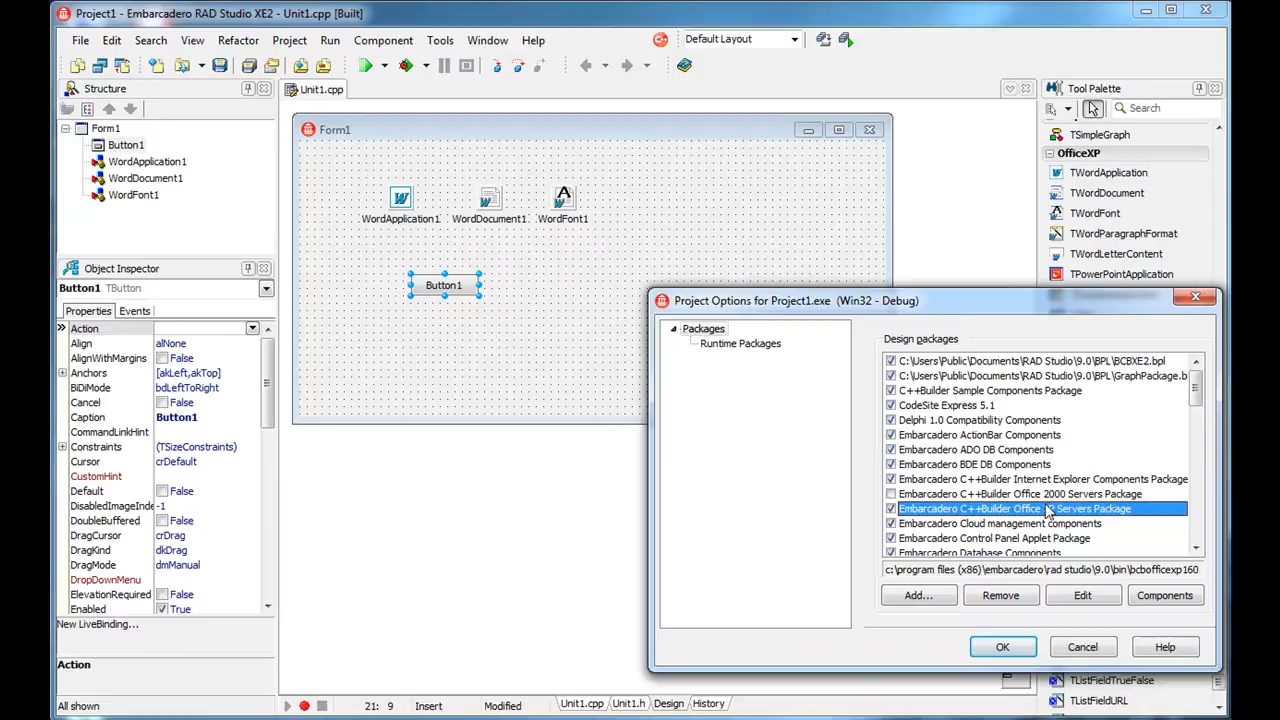 Project1 - Embarcadero RAD Studio XE2 - Unit1.cpp [Built]
File Edit Search View Refactor Project Run Component Tools Window Help
Default Layout
Structure
Form1
Button1
WordApplication1
WordDocument1
WordFont1
Object Inspector
Button1 TButton
Properties Events
Action
Align alNone
AlignWithMargins False
Anchors [akLeft,akTop]
BiDiMode bdLeftToRight
Cancel False
Caption Button1
CommandLinkHint
Constraints (TSizeConstraints)
Cursor crDefault
CustomHint
Default False
DisabledImageInde -1
DoubleBuffered False
DragCursor crDrag
DragKind dkDrag
DragMode dmManual
DropDownMenu
ElevationRequired False
Enabled True
New LiveBinding...
Action
All shown
Unit1.cpp
Form1
WordApplication1
WordDocument1
WordFont1
Button1
21: 9 Insert Modified Unit1.cpp Unit1.h Design History
Tool Palette
Search
TSimpleGraph
OfficeXP
TWordApplication
TWordDocument
TWordFont
TWordParagraphFormat
TWordLetterContent
TPowerPointApplication
Project Options for Project1.exe (Win32 - Debug)
Packages
Runtime Packages
Design packages
C:\Users\Public\Documents\RAD Studio\9.0\BPL\BCBXE2.bpl
C:\Users\Public\Documents\RAD Studio\9.0\BPL\GraphPackage.b
C++Builder Sample Components Package
CodeSite Express 5.1
Delphi 1.0 Compatibility Components
Embarcadero ActionBar Components
Embarcadero ADO DB Components
Embarcadero BDE DB Components
Embarcadero C++Builder Internet Explorer Components Package
Embarcadero C++Builder Office 2000 Servers Package
Embarcadero C++Builder Office XP Servers Package
Embarcadero Cloud management components
Embarcadero Control Panel Applet Package
Embarcadero Database Components
c:\program files (x86)\embarcadero\rad studio\9.0\bin\bcbofficexp160
Add... Remove Edit Components
OK Cancel Help
TListFieldTrueFalse
TListFieldURL